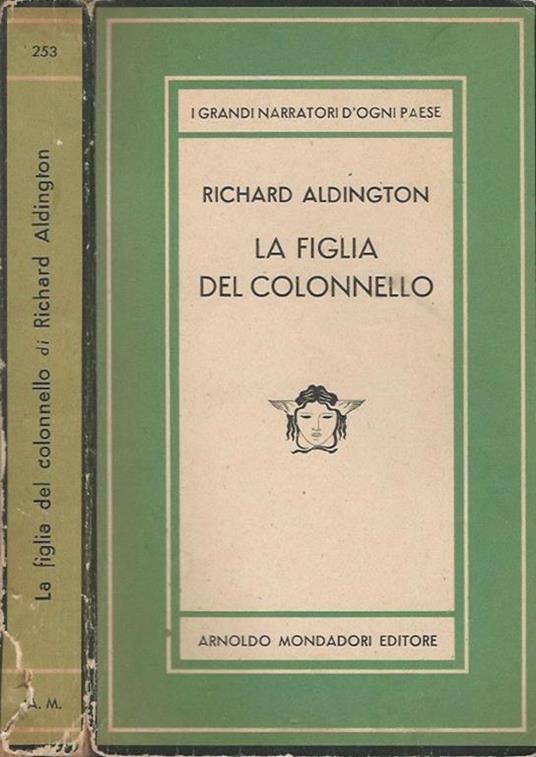 253
La figlia del colonnello di Richard Aldington
A. M.
I GRANDI NARRATORI D'OGNI PAESE
RICHARD ALDINGTON
LA FIGLIA
DEL COLONNELLO
ARNOLDO MONDADORI EDITORE